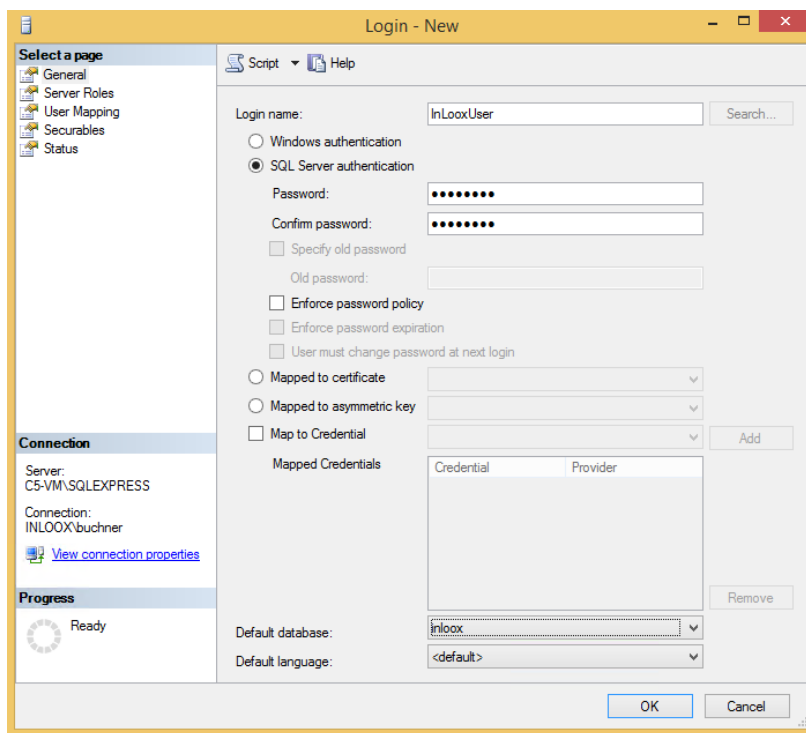 Login - New
Select a page
General
Server Roles
User Mapping
Securables
Status
Script Help
Login name: InLooxUser Search...
Windows authentication
SQL Server authentication
Password: ●●●●●●●●
Confirm password: ●●●●●●●●
Specify old password
Old password:
Enforce password policy
Enforce password expiration
User must change password at next login
Mapped to certificate
Mapped to asymmetric key
Map to Credential Add
Mapped Credentials Credential Provider
Remove
Default database: inloox
Default language: <default>
Connection
Server:
C5-VM\SQLEXPRESS
Connection:
INLOOX\buchner
View connection properties
Progress
Ready
OK Cancel